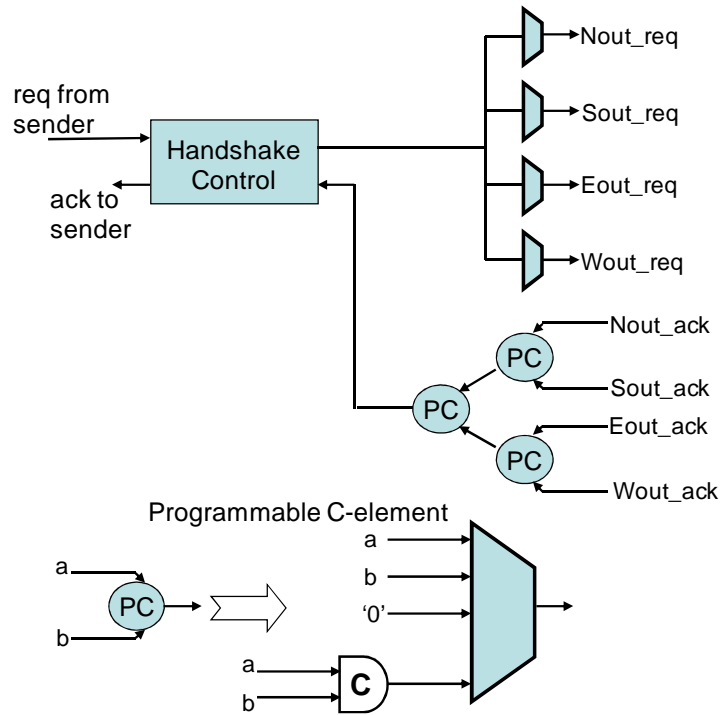 Nout_req
req from
sender
Sout_req
Handshake
Control
Eout_req
ack to
sender
Wout_req
Nout_ack
PC
Sout_ack
PC
Eout_ack
PC
Wout_ack
Programmable C-element
a
a
b
PC
‘0’
b
a
C
b